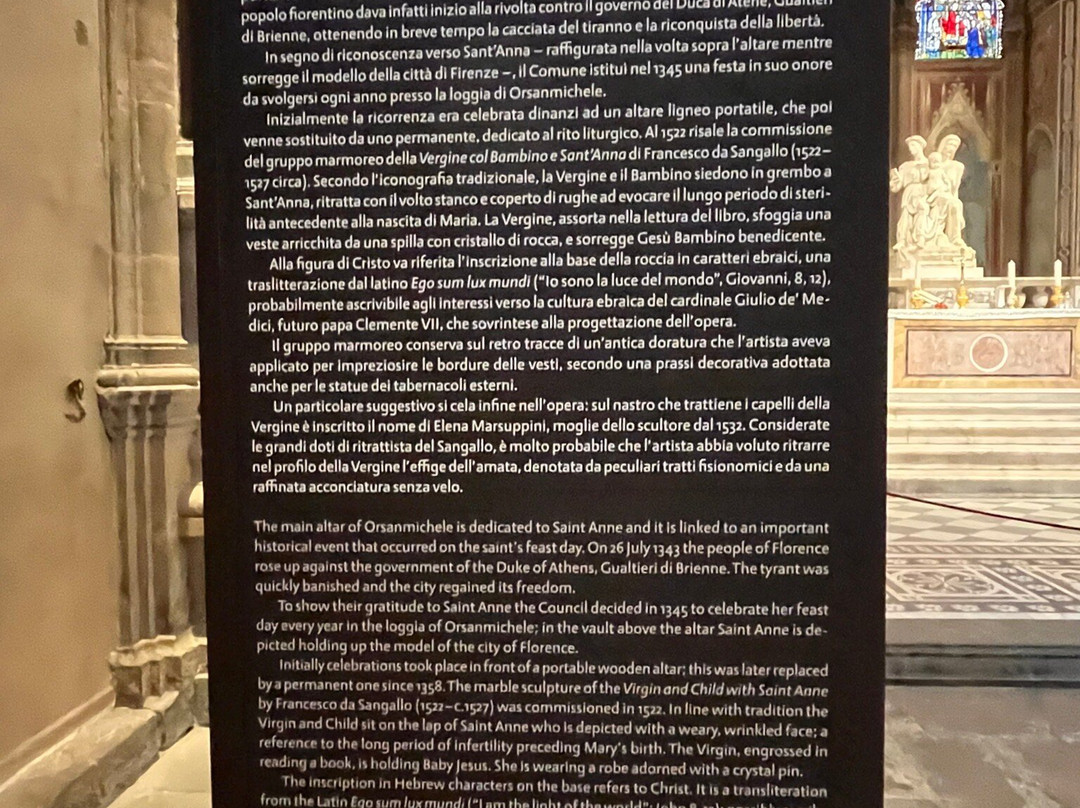 popolo fiorentino dava infatti inizio alla rivolta contro il governo del Duca di Atene, Gualtieri
di Brienne, ottenendo in breve tempo la cacciata del tiranno e la riconquista della libertà.
In segno di riconoscenza verso Sant'Anna – raffigurata nella volta sopra l'altare mentre
sorregge il modello della città di Firenze –, il Comune istituì nel 1345 una festa in suo onore
da svolgersi ogni anno presso la loggia di Orsanmichele.
Inizialmente la ricorrenza era celebrata dinanzi ad un altare ligneo portatile, che poi
venne sostituito da uno permanente, dedicato al rito liturgico. Al 1522 risale la commissione
del gruppo marmoreo della Vergine col Bambino e Sant'Anna di Francesco da Sangallo (1522–
1527 circa). Secondo l'iconografia tradizionale, la Vergine e il Bambino siedono in grembo a
Sant'Anna, ritratta con il volto stanco e coperto di rughe ad evocare il lungo periodo di steri-
lità antecedente alla nascita di Maria. La Vergine, assorta nella lettura del libro, sfoggia una
veste arricchita da una spilla con cristallo di rocca, e sorregge Gesù Bambino benedicente.
Alla figura di Cristo va riferita l'inscrizione alla base della roccia in caratteri ebraici, una
traslitterazione dal latino Ego sum lux mundi ("Io sono la luce del mondo", Giovanni, 8, 12),
probabilmente ascrivibile agli interessi verso la cultura ebraica del cardinale Giulio de' Me-
dici, futuro papa Clemente VII, che sovrintese alla progettazione dell'opera.
Il gruppo marmoreo conserva sul retro tracce di un'antica doratura che l'artista aveva
applicato per impreziosire le bordure delle vesti, secondo una prassi decorativa adottata
anche per le statue dei tabernacoli esterni.
Un particolare suggestivo si cela infine nell'opera: sul nastro che trattiene i capelli della
Vergine è inscritto il nome di Elena Marsuppini, moglie dello scultore dal 1532. Considerate
le grandi doti di ritrattista del Sangallo, è molto probabile che l'artista abbia voluto ritrarre
nel profilo della Vergine l'effige dell'amata, denotata da peculiari tratti fisionomici e da una
raffinata acconciatura senza velo.
The main altar of Orsanmichele is dedicated to Saint Anne and it is linked to an important
historical event that occurred on the saint's feast day. On 26 July 1343 the people of Florence
rose up against the government of the Duke of Athens, Gualtieri di Brienne. The tyrant was
quickly banished and the city regained its freedom.
To show their gratitude to Saint Anne the Council decided in 1345 to celebrate her feast
day every year in the loggia of Orsanmichele; in the vault above the altar Saint Anne is de-
picted holding up the model of the city of Florence.
Initially celebrations took place in front of a portable wooden altar; this was later replaced
by a permanent one since 1358. The marble sculpture of the Virgin and Child with Saint Anne
by Francesco da Sangallo (1522–c.1527) was commissioned in 1522. In line with tradition the
Virgin and Child sit on the lap of Saint Anne who is depicted with a weary, wrinkled face; a
reference to the long period of infertility preceding Mary's birth. The Virgin, engrossed in
reading a book, is holding Baby Jesus. She is wearing a robe adorned with a crystal pin.
The inscription in Hebrew characters on the base refers to Christ. It is a transliteration
from the Latin Ego sum lux mundi ("I am the light of the world"; John 8,